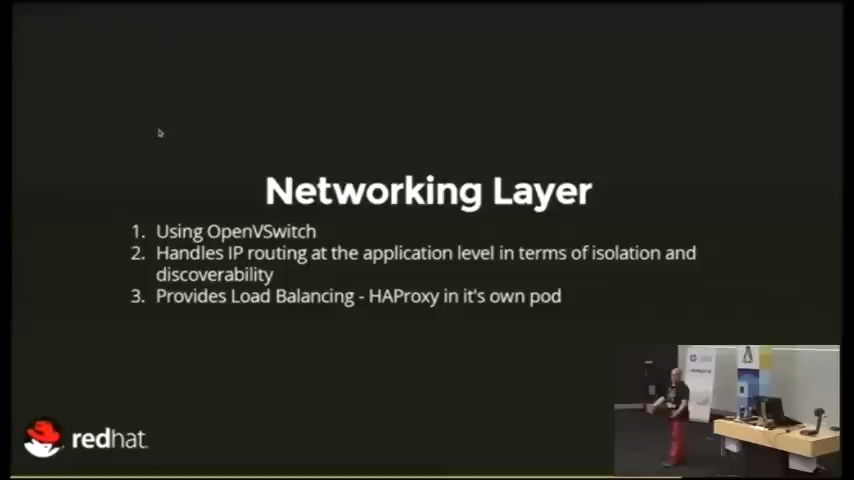 Networking Layer
1. Using OpenVSwitch
2. Handles IP routing at the application level in terms of isolation and
discoverability
3. Provides Load Balancing - HAProxy in it's own pod
redhat.